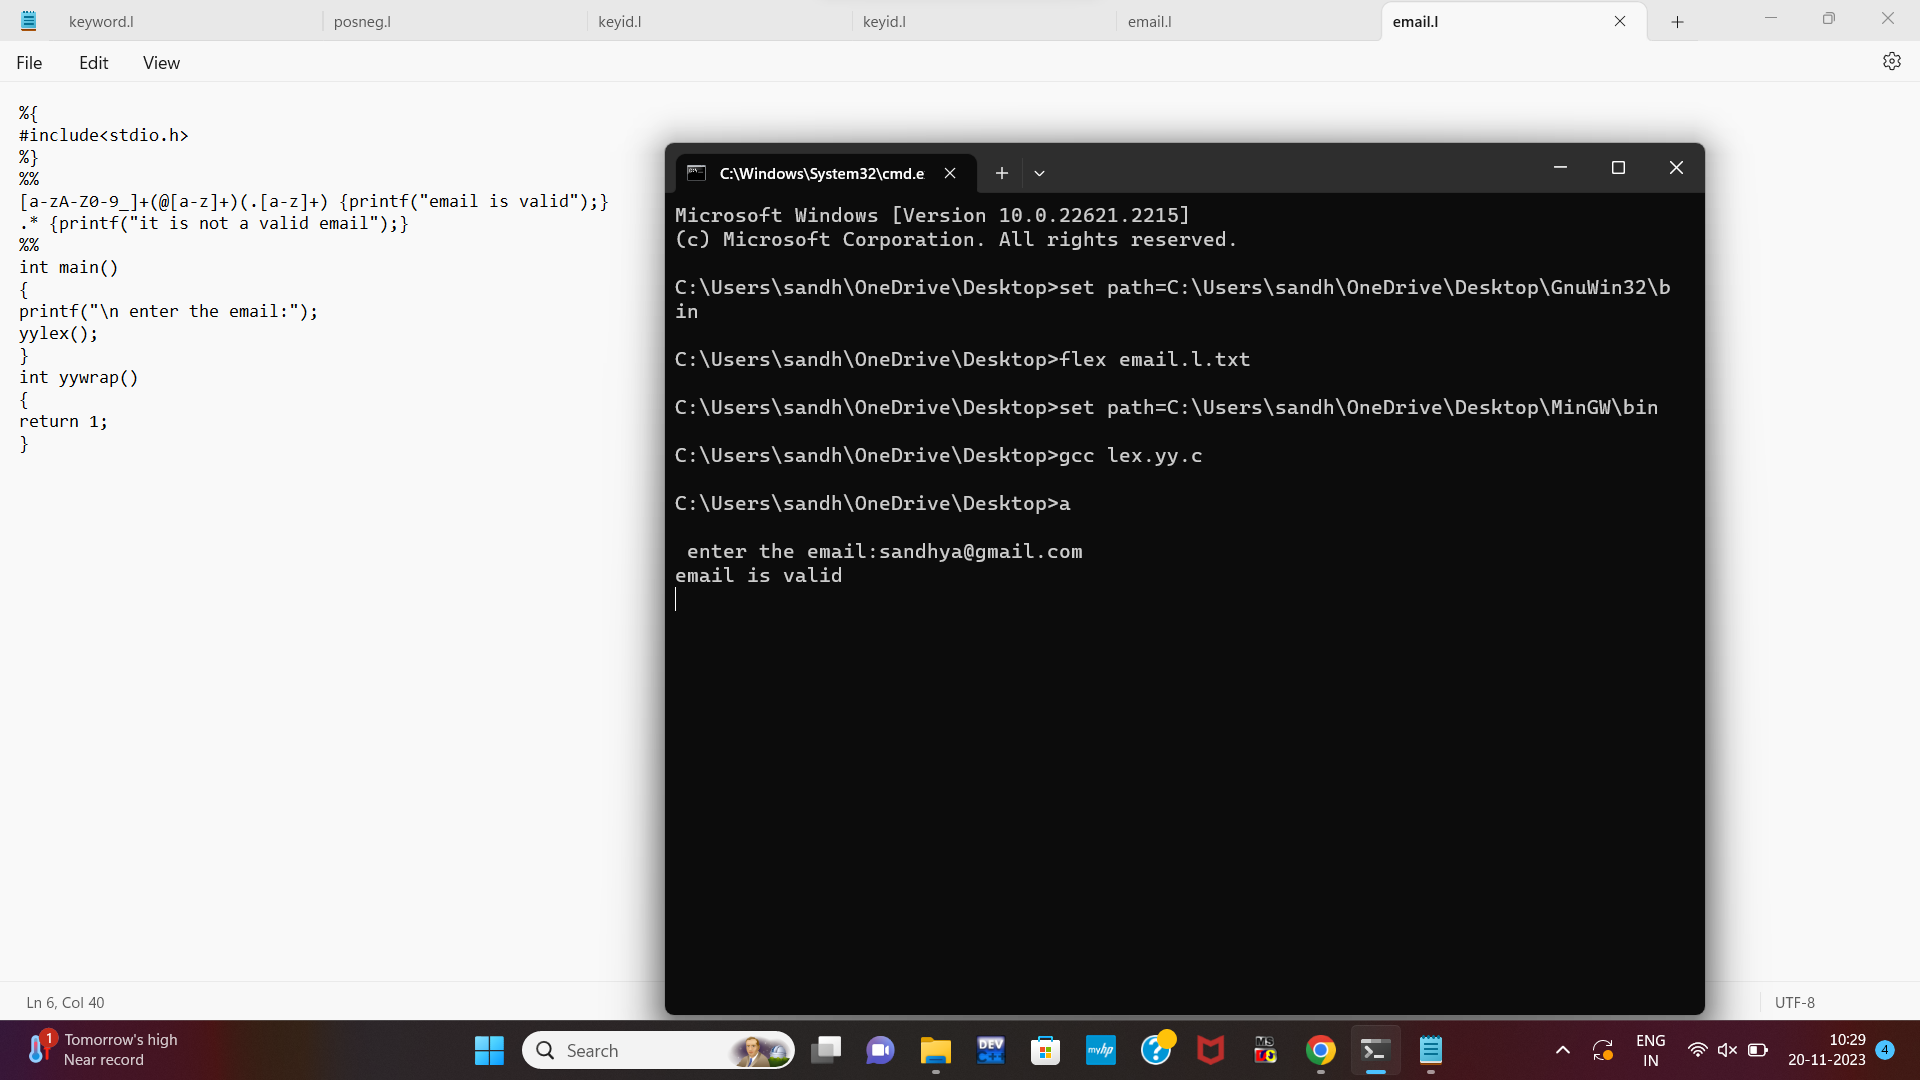 keyword.l
posneg.l
keyid.l
keyid.l
email.l
email.l
File
Edit
View
%{
#include<stdio.h>
%}
%%
[a-zA-Z0-9_]+(@[a-z]+)(.[a-z]+) {printf("email is valid");}
.* {printf("it is not a valid email");}
%%
int main()
{
printf("\n enter the email:");
yylex();
}
int yywrap()
{
return 1;
}
C:\Windows\System32\cmd.e
Microsoft Windows [Version 10.0.22621.2215]
(c) Microsoft Corporation. All rights reserved.
C:\Users\sandh\OneDrive\Desktop>set path=C:\Users\sandh\OneDrive\Desktop\GnuWin32\b
in
C:\Users\sandh\OneDrive\Desktop>flex email.l.txt
C:\Users\sandh\OneDrive\Desktop>set path=C:\Users\sandh\OneDrive\Desktop\MinGW\bin
C:\Users\sandh\OneDrive\Desktop>gcc lex.yy.c
C:\Users\sandh\OneDrive\Desktop>a
enter the email:sandhya@gmail.com
email is valid
Ln 6, Col 40
UTF-8
1
Tomorrow's high
Near record
Search
DEV
C++
myhp
?
MS
ENG
IN
10:29
20-11-2023
4